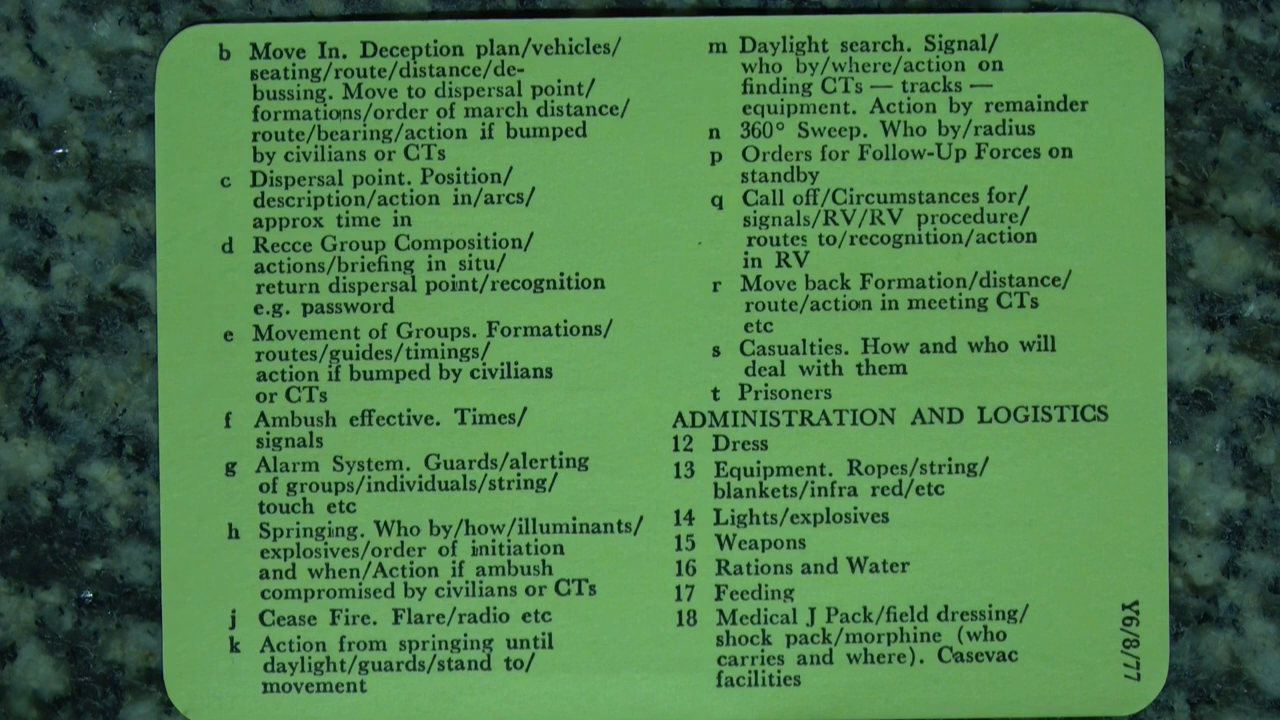 b Move In. Deception plan/vehicles/
seating/route/distance/de-
bussing. Move to dispersal point/
formations/order of march distance/
route/bearing/action if bumped
by civilians or CTs
c Dispersal point. Position/
description/action in/arcs/
approx time in
d Recce Group Composition/
actions/briefing in situ/
return dispersal point/recognition
e.g. password
e Movement of Groups. Formations/
routes/guides/timings/
action if bumped by civilians
or CTs
f Ambush effective. Times/
signals
g Alarm System. Guards/alerting
of groups/individuals/string/
touch etc
h Springing. Who by/how/illuminants/
explosives/order of initiation
and when/Action if ambush
compromised by civilians or CTs
j Cease Fire. Flare/radio etc
k Action from springing until
daylight/guards/stand to/
movement
m Daylight search. Signal/
who by/where/action on
finding CTs — tracks —
equipment. Action by remainder
n 360° Sweep. Who by/radius
p Orders for Follow-Up Forces on
standby
q Call off/Circumstances for/
signals/RV/RV procedure/
routes to/recognition/action
in RV
r Move back Formation/distance/
route/action in meeting CTs
etc
s Casualties. How and who will
deal with them
t Prisoners
ADMINISTRATION AND LOGISTICS
12 Dress
13 Equipment. Ropes/string/
blankets/infra red/etc
14 Lights/explosives
15 Weapons
16 Rations and Water
17 Feeding
18 Medical J Pack/field dressing/
shock pack/morphine (who
carries and where). Casevac
facilities
Y6/8/77